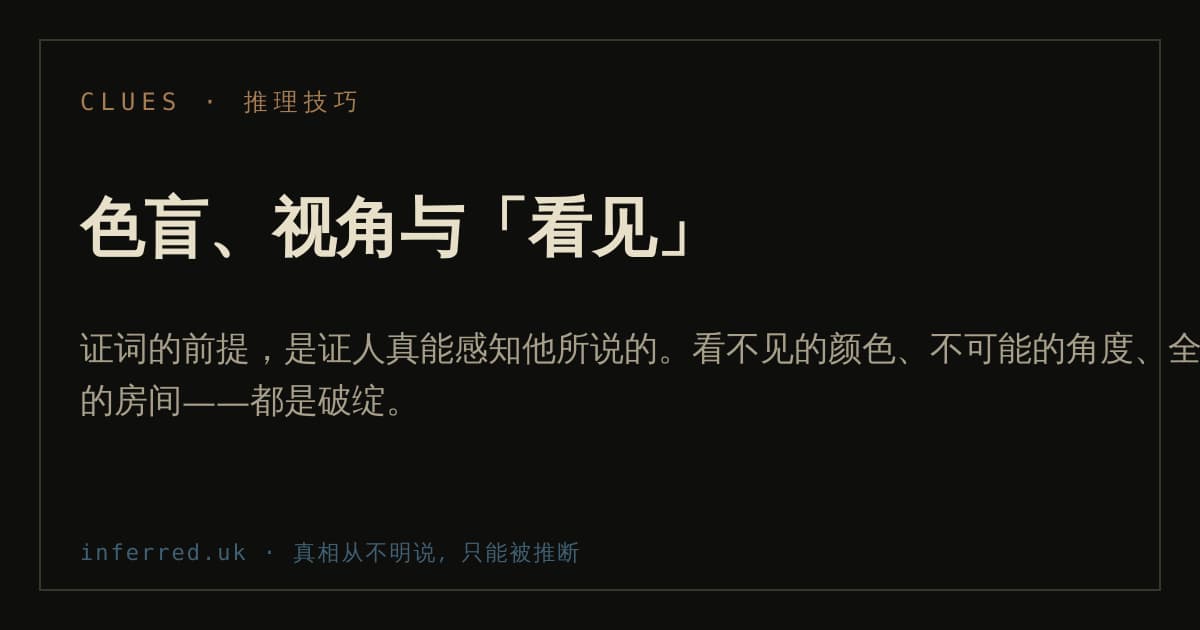 CLUES · 推理技巧
色盲、视角与「看见」
证词的前提，是证人真能感知他所说的。看不见的颜色、不可能的角度、全
的房间——都是破绽。
inferred.uk · 真相从不明说, 只能被推断